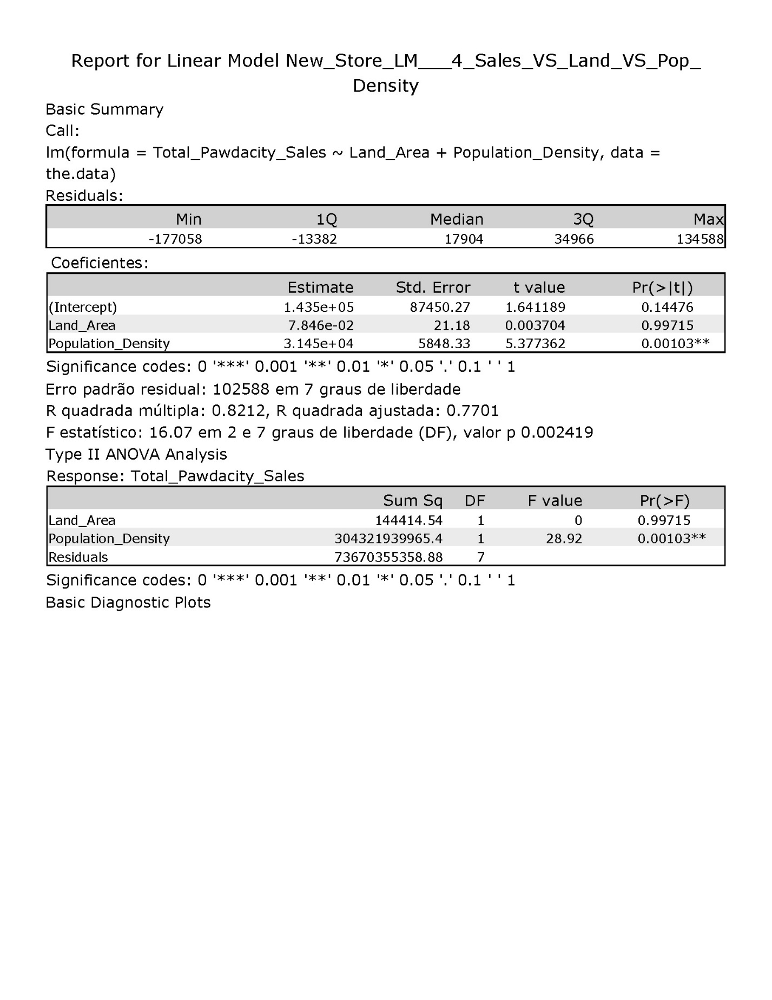 Report for Linear Model New_Store_LM___4_Sales_VS_Land_VS_Pop_
Density
Basic Summary
Call:
lm(formula = Total_Pawdacity_Sales ~ Land_Area + Population_Density, data =
the.data)
Residuals:
Min 1Q Median 3Q Max
-177058 -13382 17904 34966 134588
Coeficientes:
Estimate Std. Error t value Pr(>|t|)
(Intercept) 1.435e+05 87450.27 1.641189 0.14476
Land_Area 7.846e-02 21.18 0.003704 0.99715
Population_Density 3.145e+04 5848.33 5.377362 0.00103**
Significance codes: 0 '***' 0.001 '**' 0.01 '*' 0.05 '.' 0.1 ' ' 1
Erro padrão residual: 102588 em 7 graus de liberdade
R quadrada múltipla: 0.8212, R quadrada ajustada: 0.7701
F estatístico: 16.07 em 2 e 7 graus de liberdade (DF), valor p 0.002419
Type II ANOVA Analysis
Response: Total_Pawdacity_Sales
Sum Sq DF F value Pr(>F)
Land_Area 144414.54 1 0 0.99715
Population_Density 304321939965.4 1 28.92 0.00103**
Residuals 73670355358.88 7
Significance codes: 0 '***' 0.001 '**' 0.01 '*' 0.05 '.' 0.1 ' ' 1
Basic Diagnostic Plots